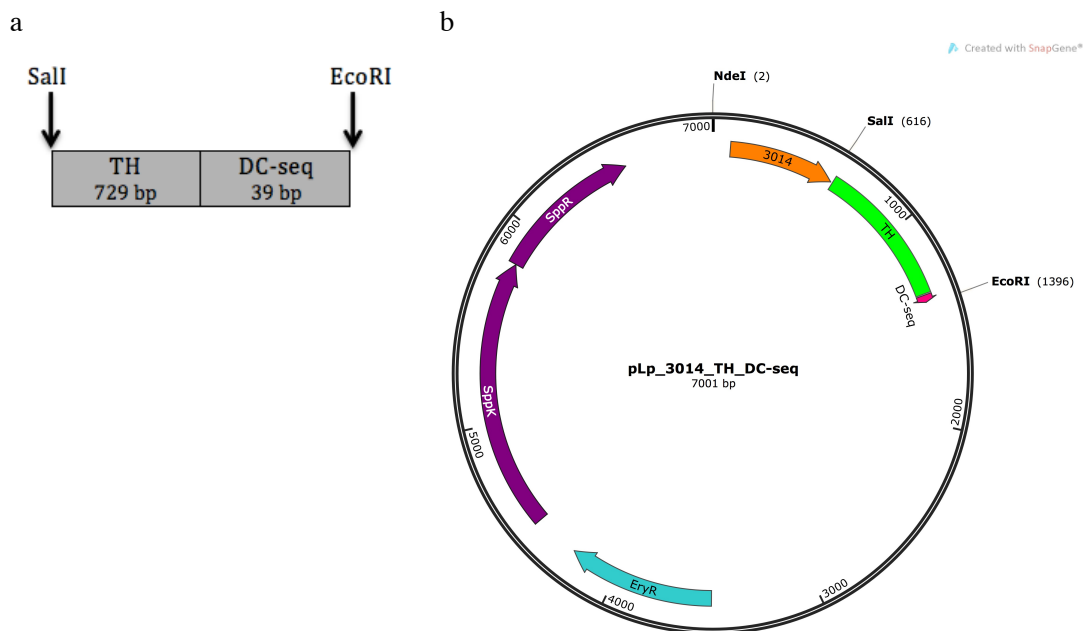 a
b
Created with SnapGene®
SalI
EcoRI
TH
729 bp
DC-seq
39 bp
NdeI (2)
7000
SalI (616)
3014
1000
TH
EcoRI (1396)
DC-seq
SppR
6000
pLp_3014_TH_DC-seq
7001 bp
SppK
5000
2000
EryR
4000
3000